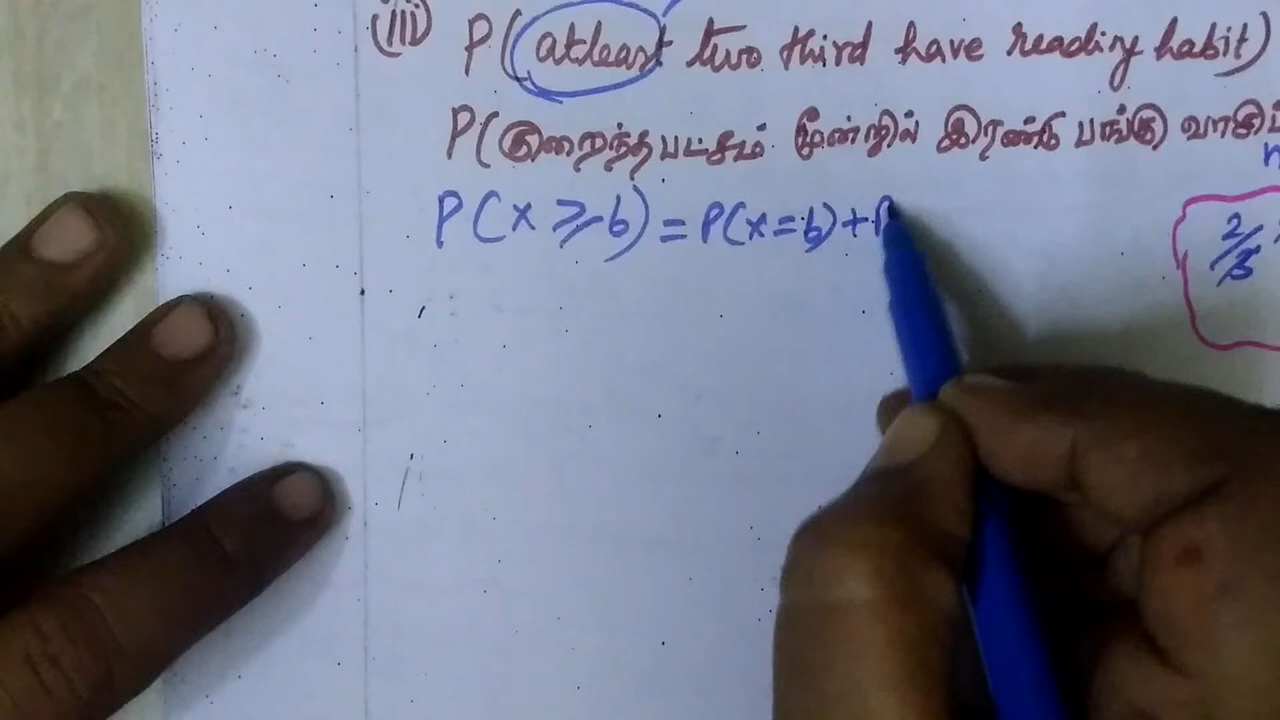 (iii) P(atleast two third have reading habit)
P(குறைந்தபட்சம் மூன்றில் இரண்டு பங்கு) வாசிப்
P(x ≥ 6) = P(x = 6) + P
2/3